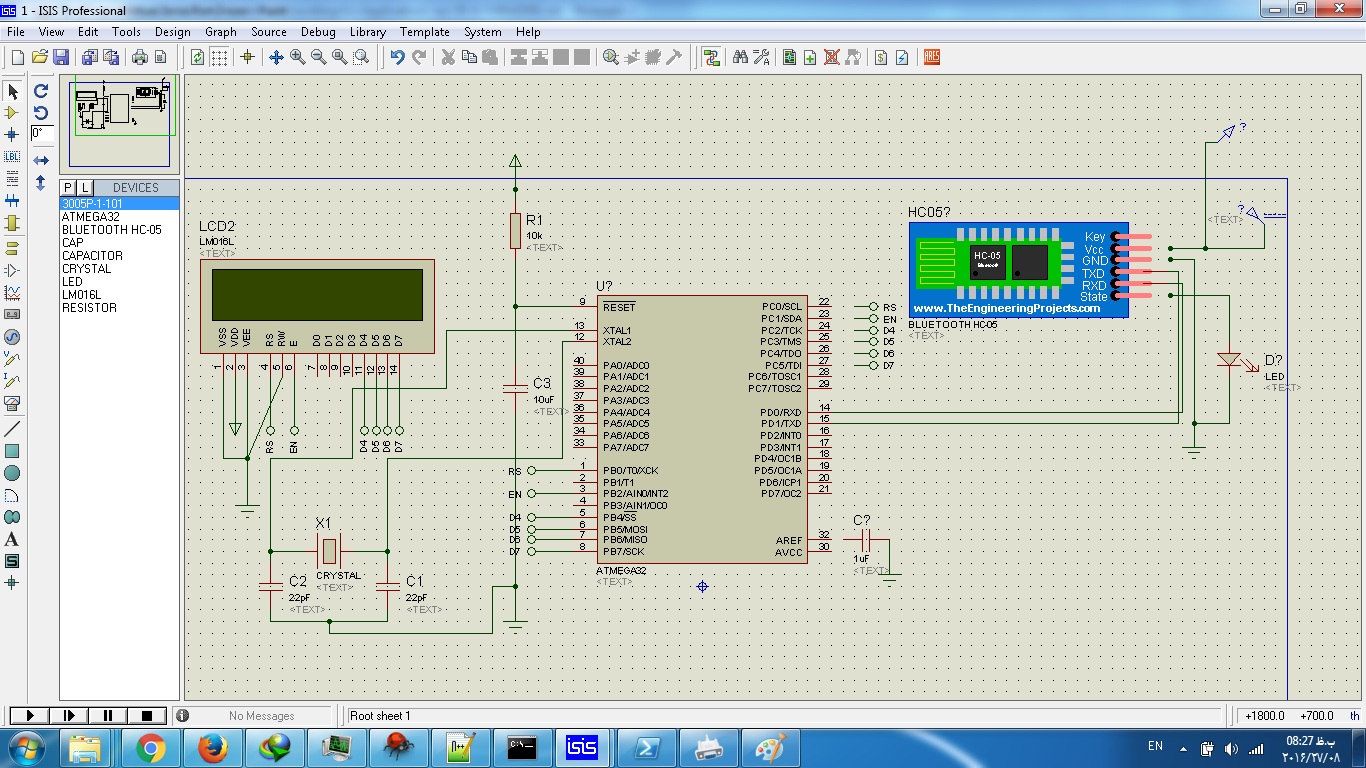 1 - ISIS Professional
File View Edit Tools Design Graph Source Debug Library Template System Help
0°
LBL
P L DEVICES
3005P-1-101
ATMEGA32
BLUETOOTH HC-05
CAP
CAPACITOR
CRYSTAL
LED
LM016L
RESISTOR
LCD2
LM016L
<TEXT>
VSS VDD VEE RS RW E D0 D1 D2 D3 D4 D5 D6 D7
1 2 3 4 5 6 7 8 9 10 11 12 13 14
RS EN D4 D5 D6 D7
X1
CRYSTAL
<TEXT>
C2
22pF
<TEXT>
C1
22pF
<TEXT>
R1
10k
<TEXT>
C3
10uF
<TEXT>
U?
9 RESET
13 XTAL1
12 XTAL2
40 PA0/ADC0
39 PA1/ADC1
38 PA2/ADC2
37 PA3/ADC3
36 PA4/ADC4
35 PA5/ADC5
34 PA6/ADC6
33 PA7/ADC7
RS 1 PB0/T0/XCK
2 PB1/T1
EN 3 PB2/AIN0/INT2
4 PB3/AIN1/OC0
D4 5 PB4/SS
D5 6 PB5/MOSI
D6 7 PB6/MISO
D7 8 PB7/SCK
PC0/SCL 22 RS
PC1/SDA 23 EN
PC2/TCK 24 D4
PC3/TMS 25 D5
PC4/TDO 26 D6
PC5/TDI 27 D7
PC6/TOSC1 28
PC7/TOSC2 29
PD0/RXD 14
PD1/TXD 15
PD2/INT0 16
PD3/INT1 17
PD4/OC1B 18
PD5/OC1A 19
PD6/ICP1 20
PD7/OC2 21
AREF 32
AVCC 30
ATMEGA32
<TEXT>
C?
1uF
<TEXT>
HC05?
HC-05
Bluetooth
Key
Vcc
GND
TXD
RXD
State
www.TheEngineeringProjects.com
BLUETOOTH HC-05
<TEXT>
?
?
<TEXT>
D?
LED
<TEXT>
No Messages
Root sheet 1
+1800.0 +700.0 th
isis
EN
08:27 ب.ظ
۲۰۱۶/۲۷/۰۸